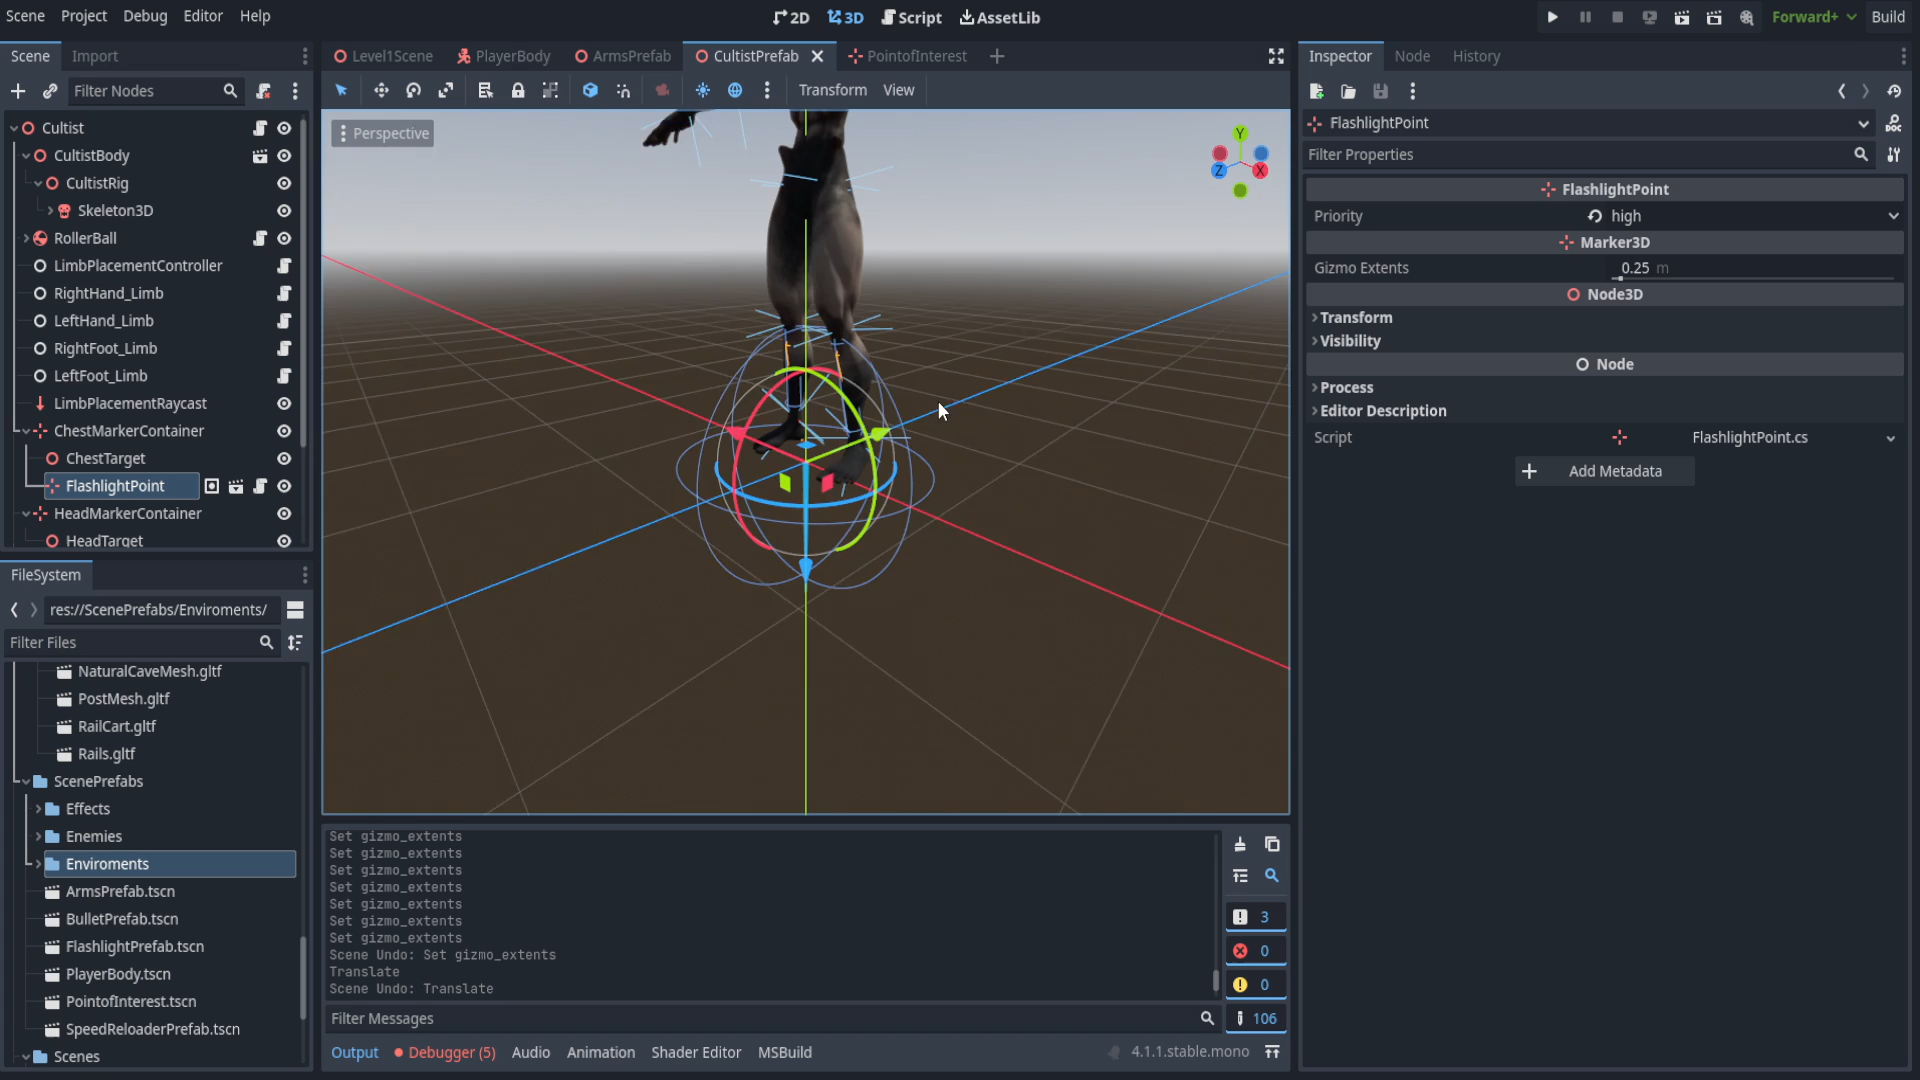 Scene Project Debug Editor Help
2D 3D Script AssetLib
Forward+ Build
Scene Import
Filter Nodes
Cultist
CultistBody
CultistRig
Skeleton3D
RollerBall
LimbPlacementController
RightHand_Limb
LeftHand_Limb
RightFoot_Limb
LeftFoot_Limb
LimbPlacementRaycast
ChestMarkerContainer
ChestTarget
FlashlightPoint
HeadMarkerContainer
HeadTarget
FileSystem
res://ScenePrefabs/Enviroments/
Filter Files
NaturalCaveMesh.gltf
PostMesh.gltf
RailCart.gltf
Rails.gltf
ScenePrefabs
Effects
Enemies
Enviroments
ArmsPrefab.tscn
BulletPrefab.tscn
FlashlightPrefab.tscn
PlayerBody.tscn
PointofInterest.tscn
SpeedReloaderPrefab.tscn
Scenes
Level1Scene PlayerBody ArmsPrefab CultistPrefab PointofInterest
Transform View
Perspective
Y
Z X
Set gizmo_extents
Set gizmo_extents
Set gizmo_extents
Set gizmo_extents
Set gizmo_extents
Set gizmo_extents
Set gizmo_extents
Scene Undo: Set gizmo_extents
Translate
Scene Undo: Translate
3
0
0
106
Filter Messages
Output Debugger (5) Audio Animation Shader Editor MSBuild 4.1.1.stable.mono
Inspector Node History
FlashlightPoint
DOC
Filter Properties
FlashlightPoint
Priority high
Marker3D
Gizmo Extents 0.25 m
Node3D
Transform
Visibility
Node
Process
Editor Description
Script FlashlightPoint.cs
Add Metadata